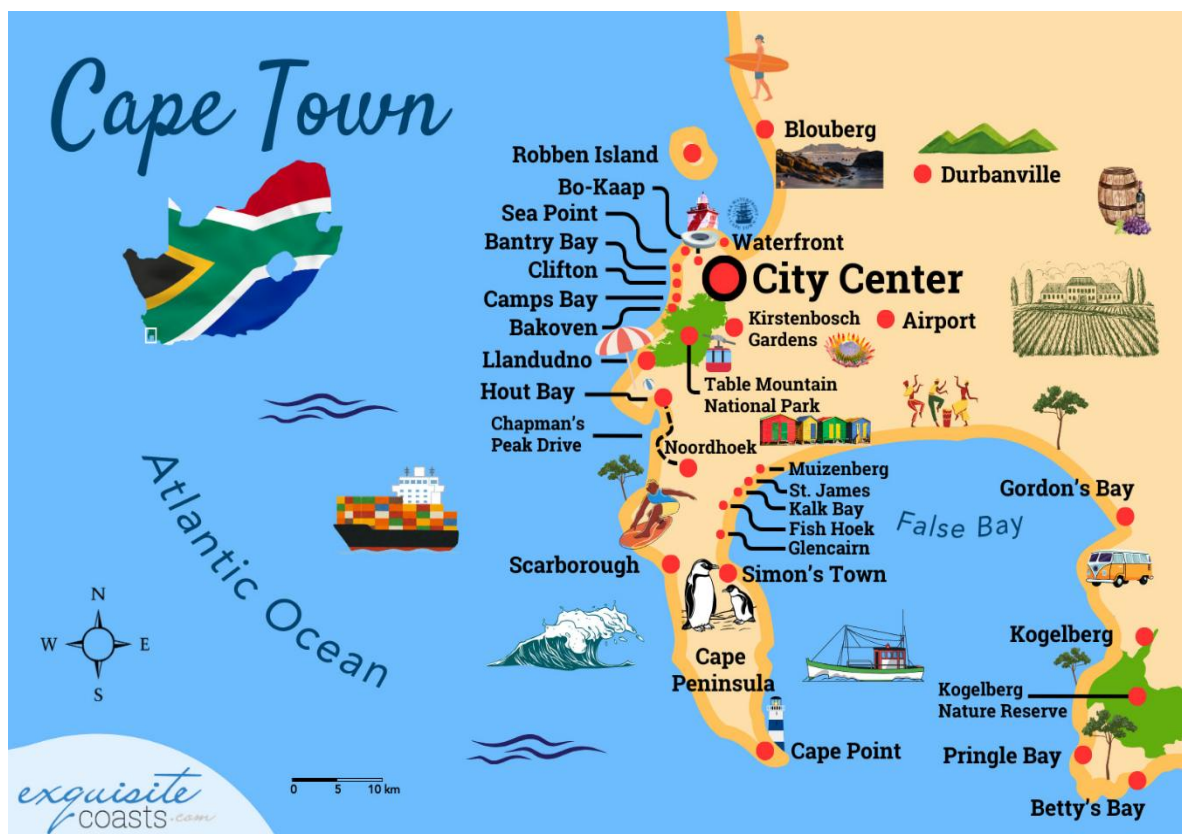 Cape Town
Blouberg
Robben Island
Durbanville
Bo-Kaap
Sea Point
Waterfront
Bantry Bay
Clifton
City Center
Camps Bay
Bakoven
Kirstenbosch
Gardens
Airport
Llandudno
Hout Bay
Table Mountain
National Park
Chapman's
Peak Drive
Noordhoek
Muizenberg
St. James
Kalk Bay
Fish Hoek
Glencairn
Gordon's Bay
False Bay
Atlantic Ocean
Scarborough
Simon's Town
N
W
E
S
Cape
Peninsula
Kogelberg
Kogelberg
Nature Reserve
Cape Point
Pringle Bay
Betty's Bay
0 5 10 km
exquisite
coasts.com